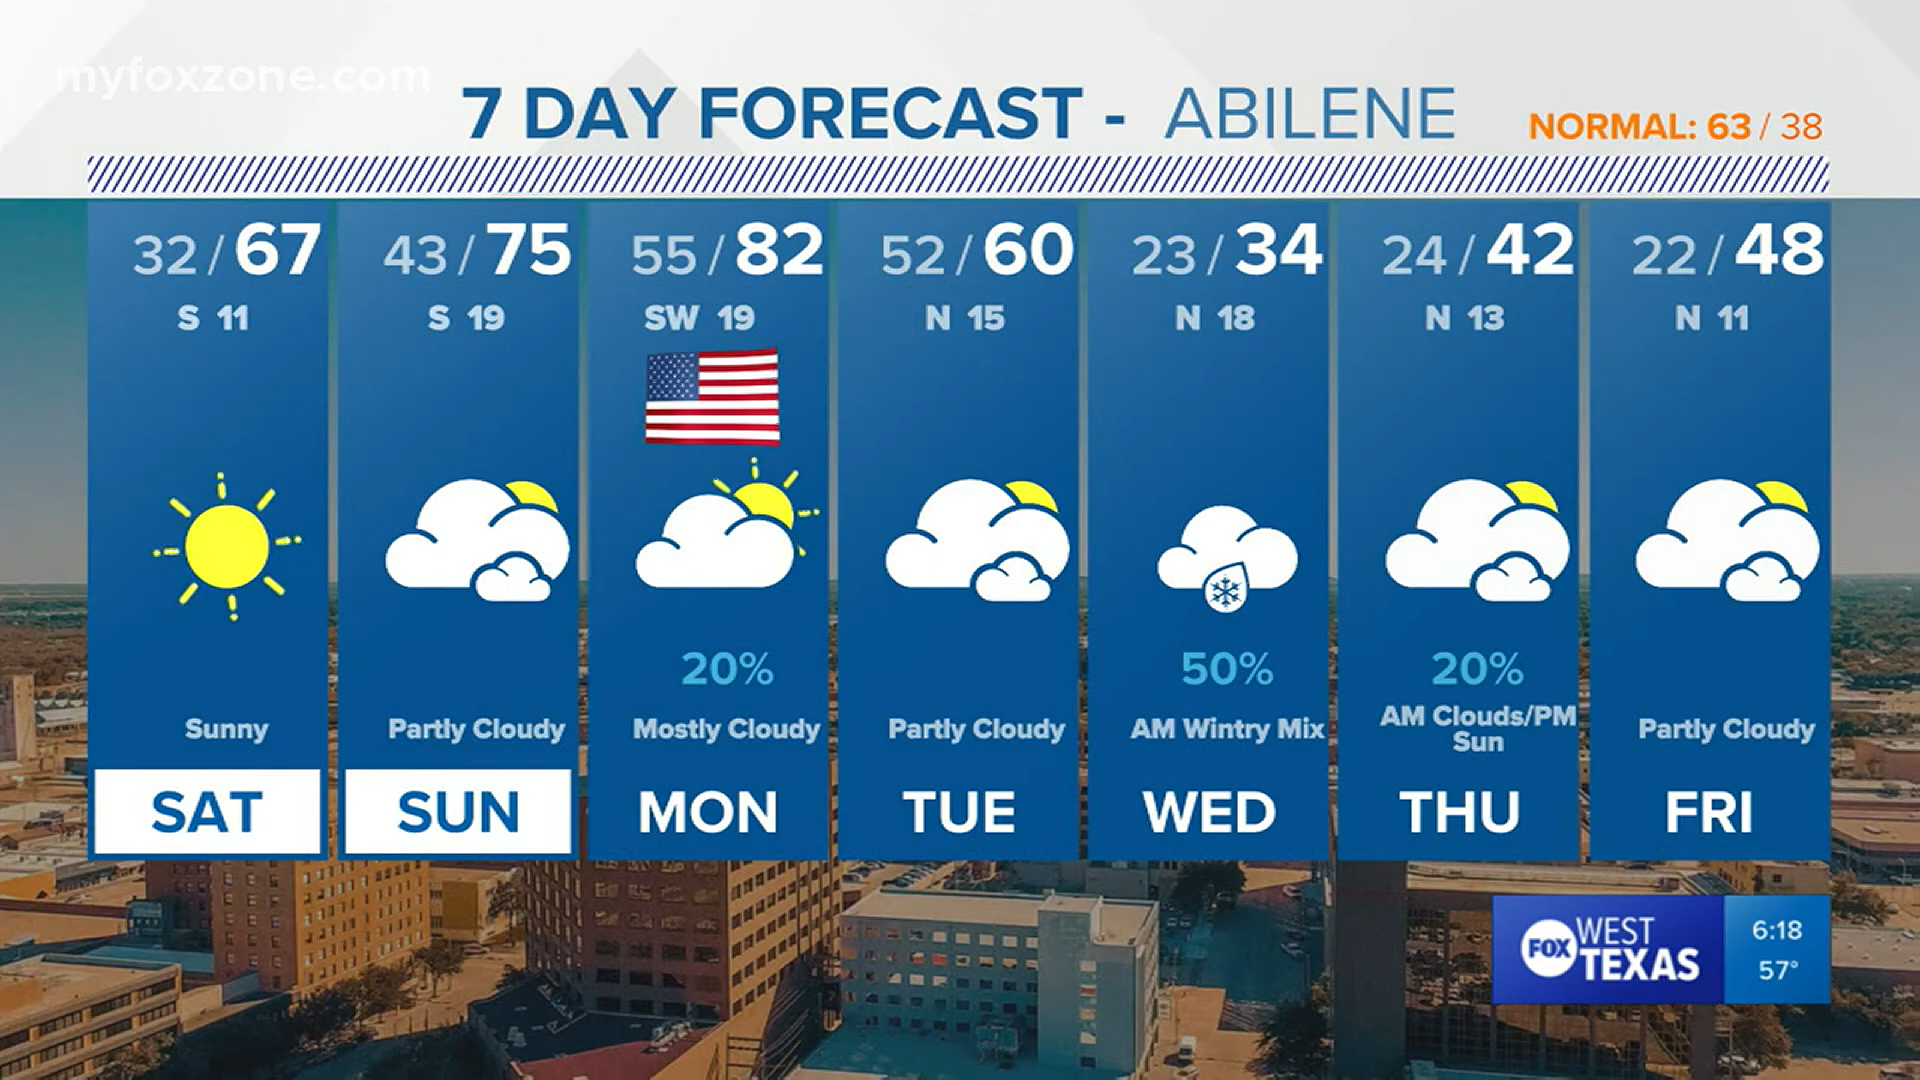 myfoxzone.com
7 DAY FORECAST - ABILENE
NORMAL: 63 / 38
32 / 67
S 11
Sunny
SAT
43 / 75
S 19
Partly Cloudy
SUN
55 / 82
SW 19
20%
Mostly Cloudy
MON
52 / 60
N 15
Partly Cloudy
TUE
23 / 34
N 18
50%
AM Wintry Mix
WED
24 / 42
N 13
20%
AM Clouds/PM
Sun
THU
22 / 48
N 11
Partly Cloudy
FRI
FOX
WEST
TEXAS
6:18
57°